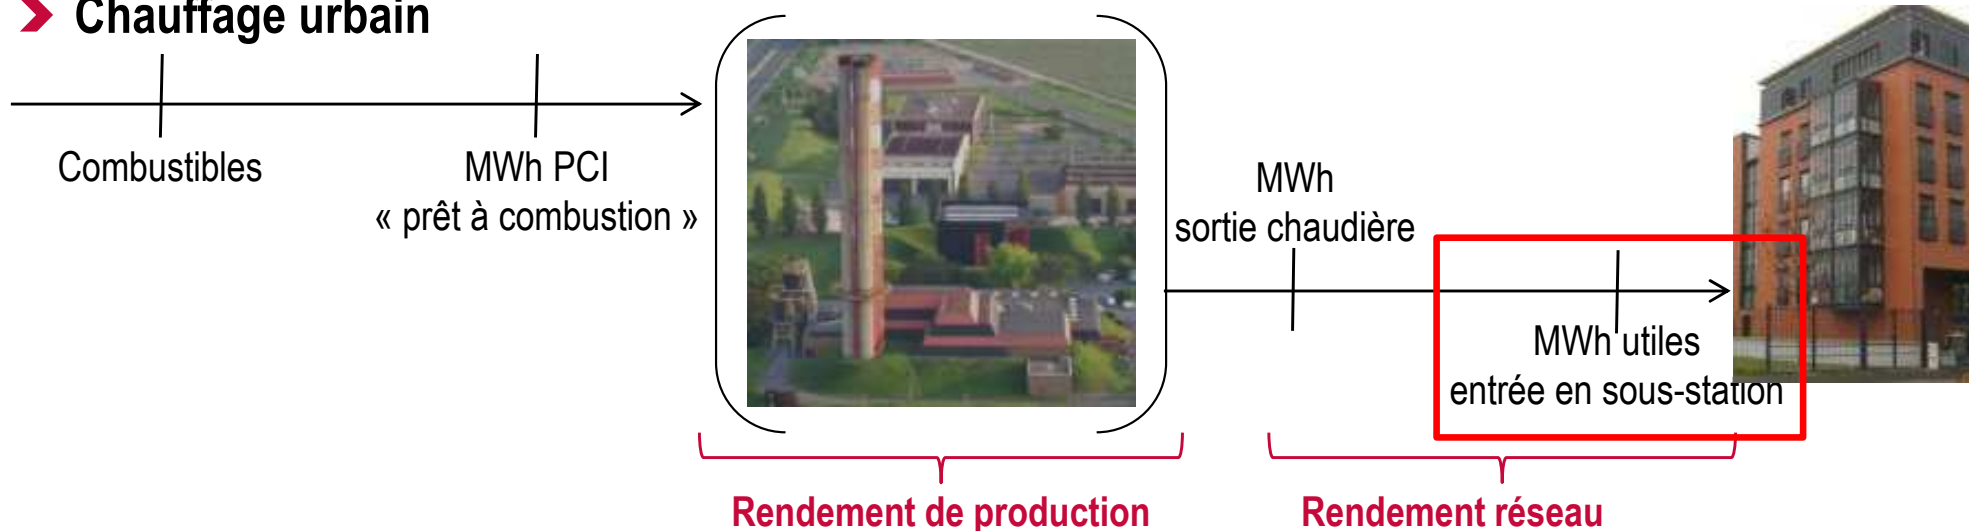 Chauffage urbain
Combustibles
MWh PCI
« prêt à combustion »
MWh
sortie chaudière
MWh utiles
entrée en sous-station
Rendement de production
Rendement réseau